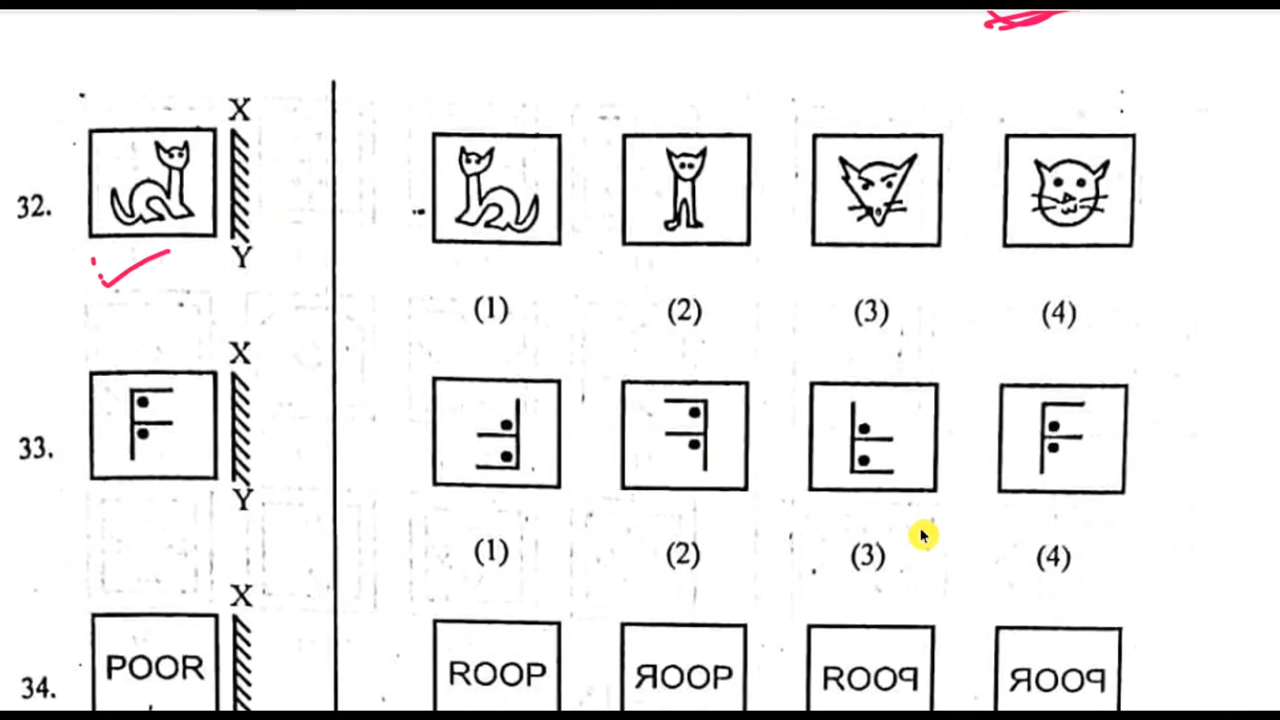 X
32.
Y
(1) (2) (3) (4)
X
F
33.
F
Y
(1) (2) (3) (4)
X
POOR ROOP ЯOOP ROOꟼ ЯOOꟼ
34.